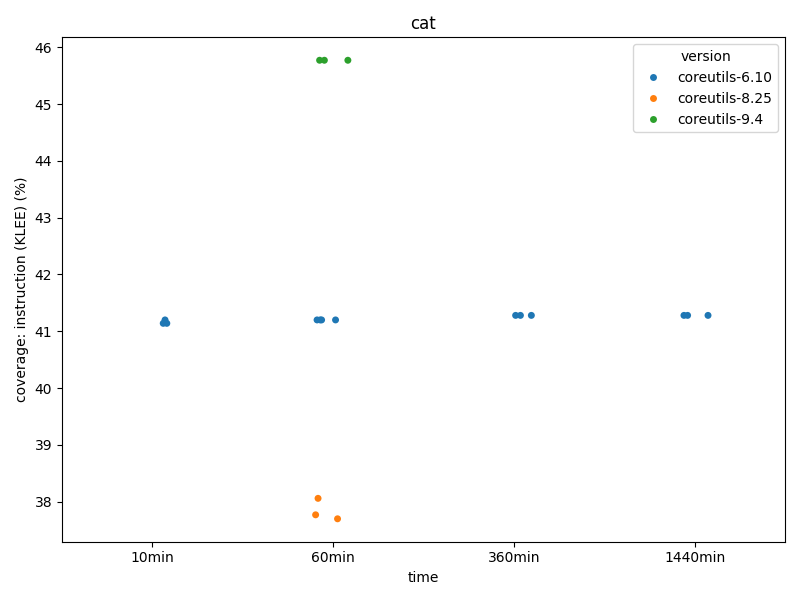 cat
version
coreutils-6.10
coreutils-8.25
coreutils-9.4
coverage: instruction (KLEE) (%)
46
45
44
43
42
41
40
39
38
10min
60min
360min
1440min
time